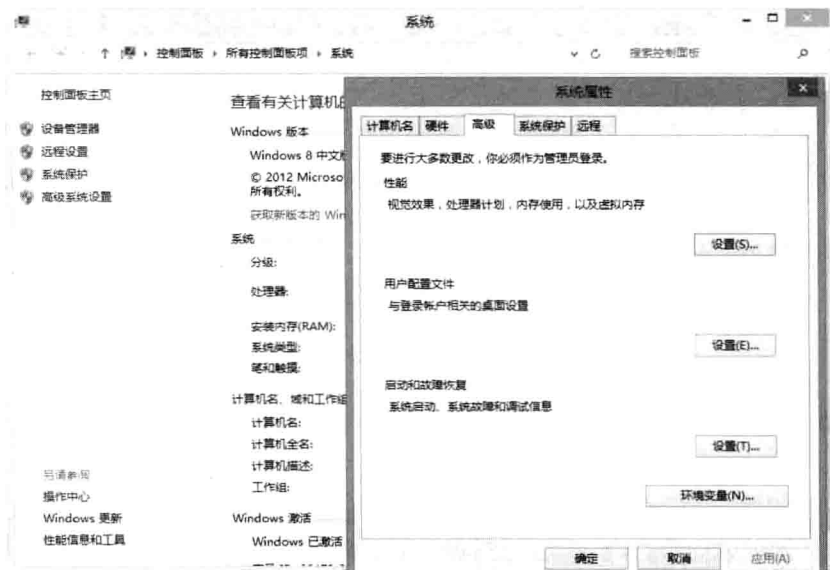 系统
控制面板 所有控制面板项 系统
搜索控制面板
控制面板主页
设备管理器
远程设置
系统保护
高级系统设置
另请参阅
操作中心
Windows 更新
性能信息和工具
查看有关计算机的
Windows 版本
Windows 8 中文版
© 2012 Microso
所有权利。
获取新版本的 Win
系统
分级:
处理器:
安装内存(RAM):
系统类型:
笔和触摸:
计算机名、域和工作组
计算机名:
计算机全名:
计算机描述:
工作组:
Windows 激活
Windows 已激活
系统属性
计算机名 硬件 高级 系统保护 远程
要进行大多数更改，你必须作为管理员登录。
性能
视觉效果，处理器计划，内存使用，以及虚拟内存
设置(S)...
用户配置文件
与登录帐户相关的桌面设置
设置(E)...
启动和故障恢复
系统启动、系统故障和调试信息
设置(T)...
环境变量(N)...
确定 取消 应用(A)